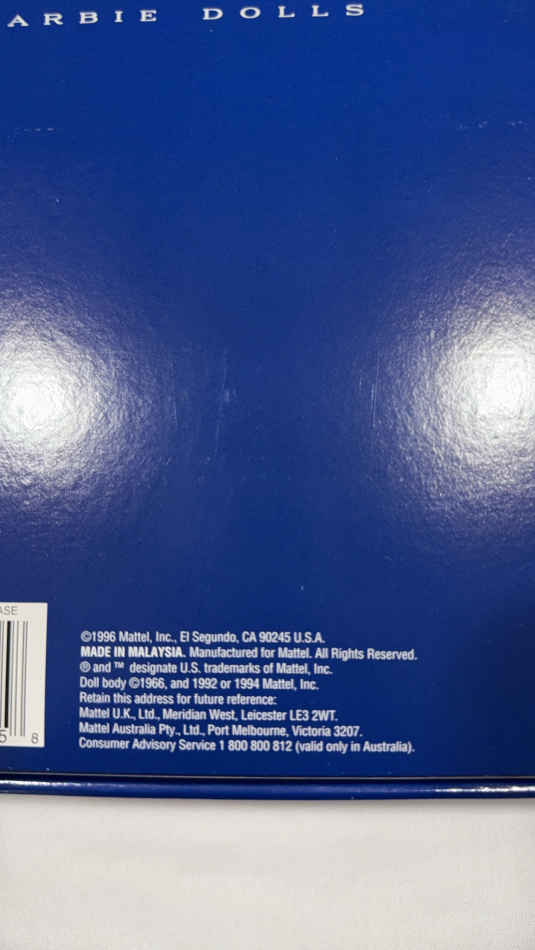 ARBIE DOLLS
ASE
©1996 Mattel, Inc., El Segundo, CA 90245 U.S.A.
MADE IN MALAYSIA. Manufactured for Mattel. All Rights Reserved.
® and ™ designate U.S. trademarks of Mattel, Inc.
Doll body ©1966, and 1992 or 1994 Mattel, Inc.
Retain this address for future reference:
Mattel U.K., Ltd., Meridian West, Leicester LE3 2WT.
Mattel Australia Pty., Ltd., Port Melbourne, Victoria 3207.
Consumer Advisory Service 1 800 800 812 (valid only in Australia).
5 8